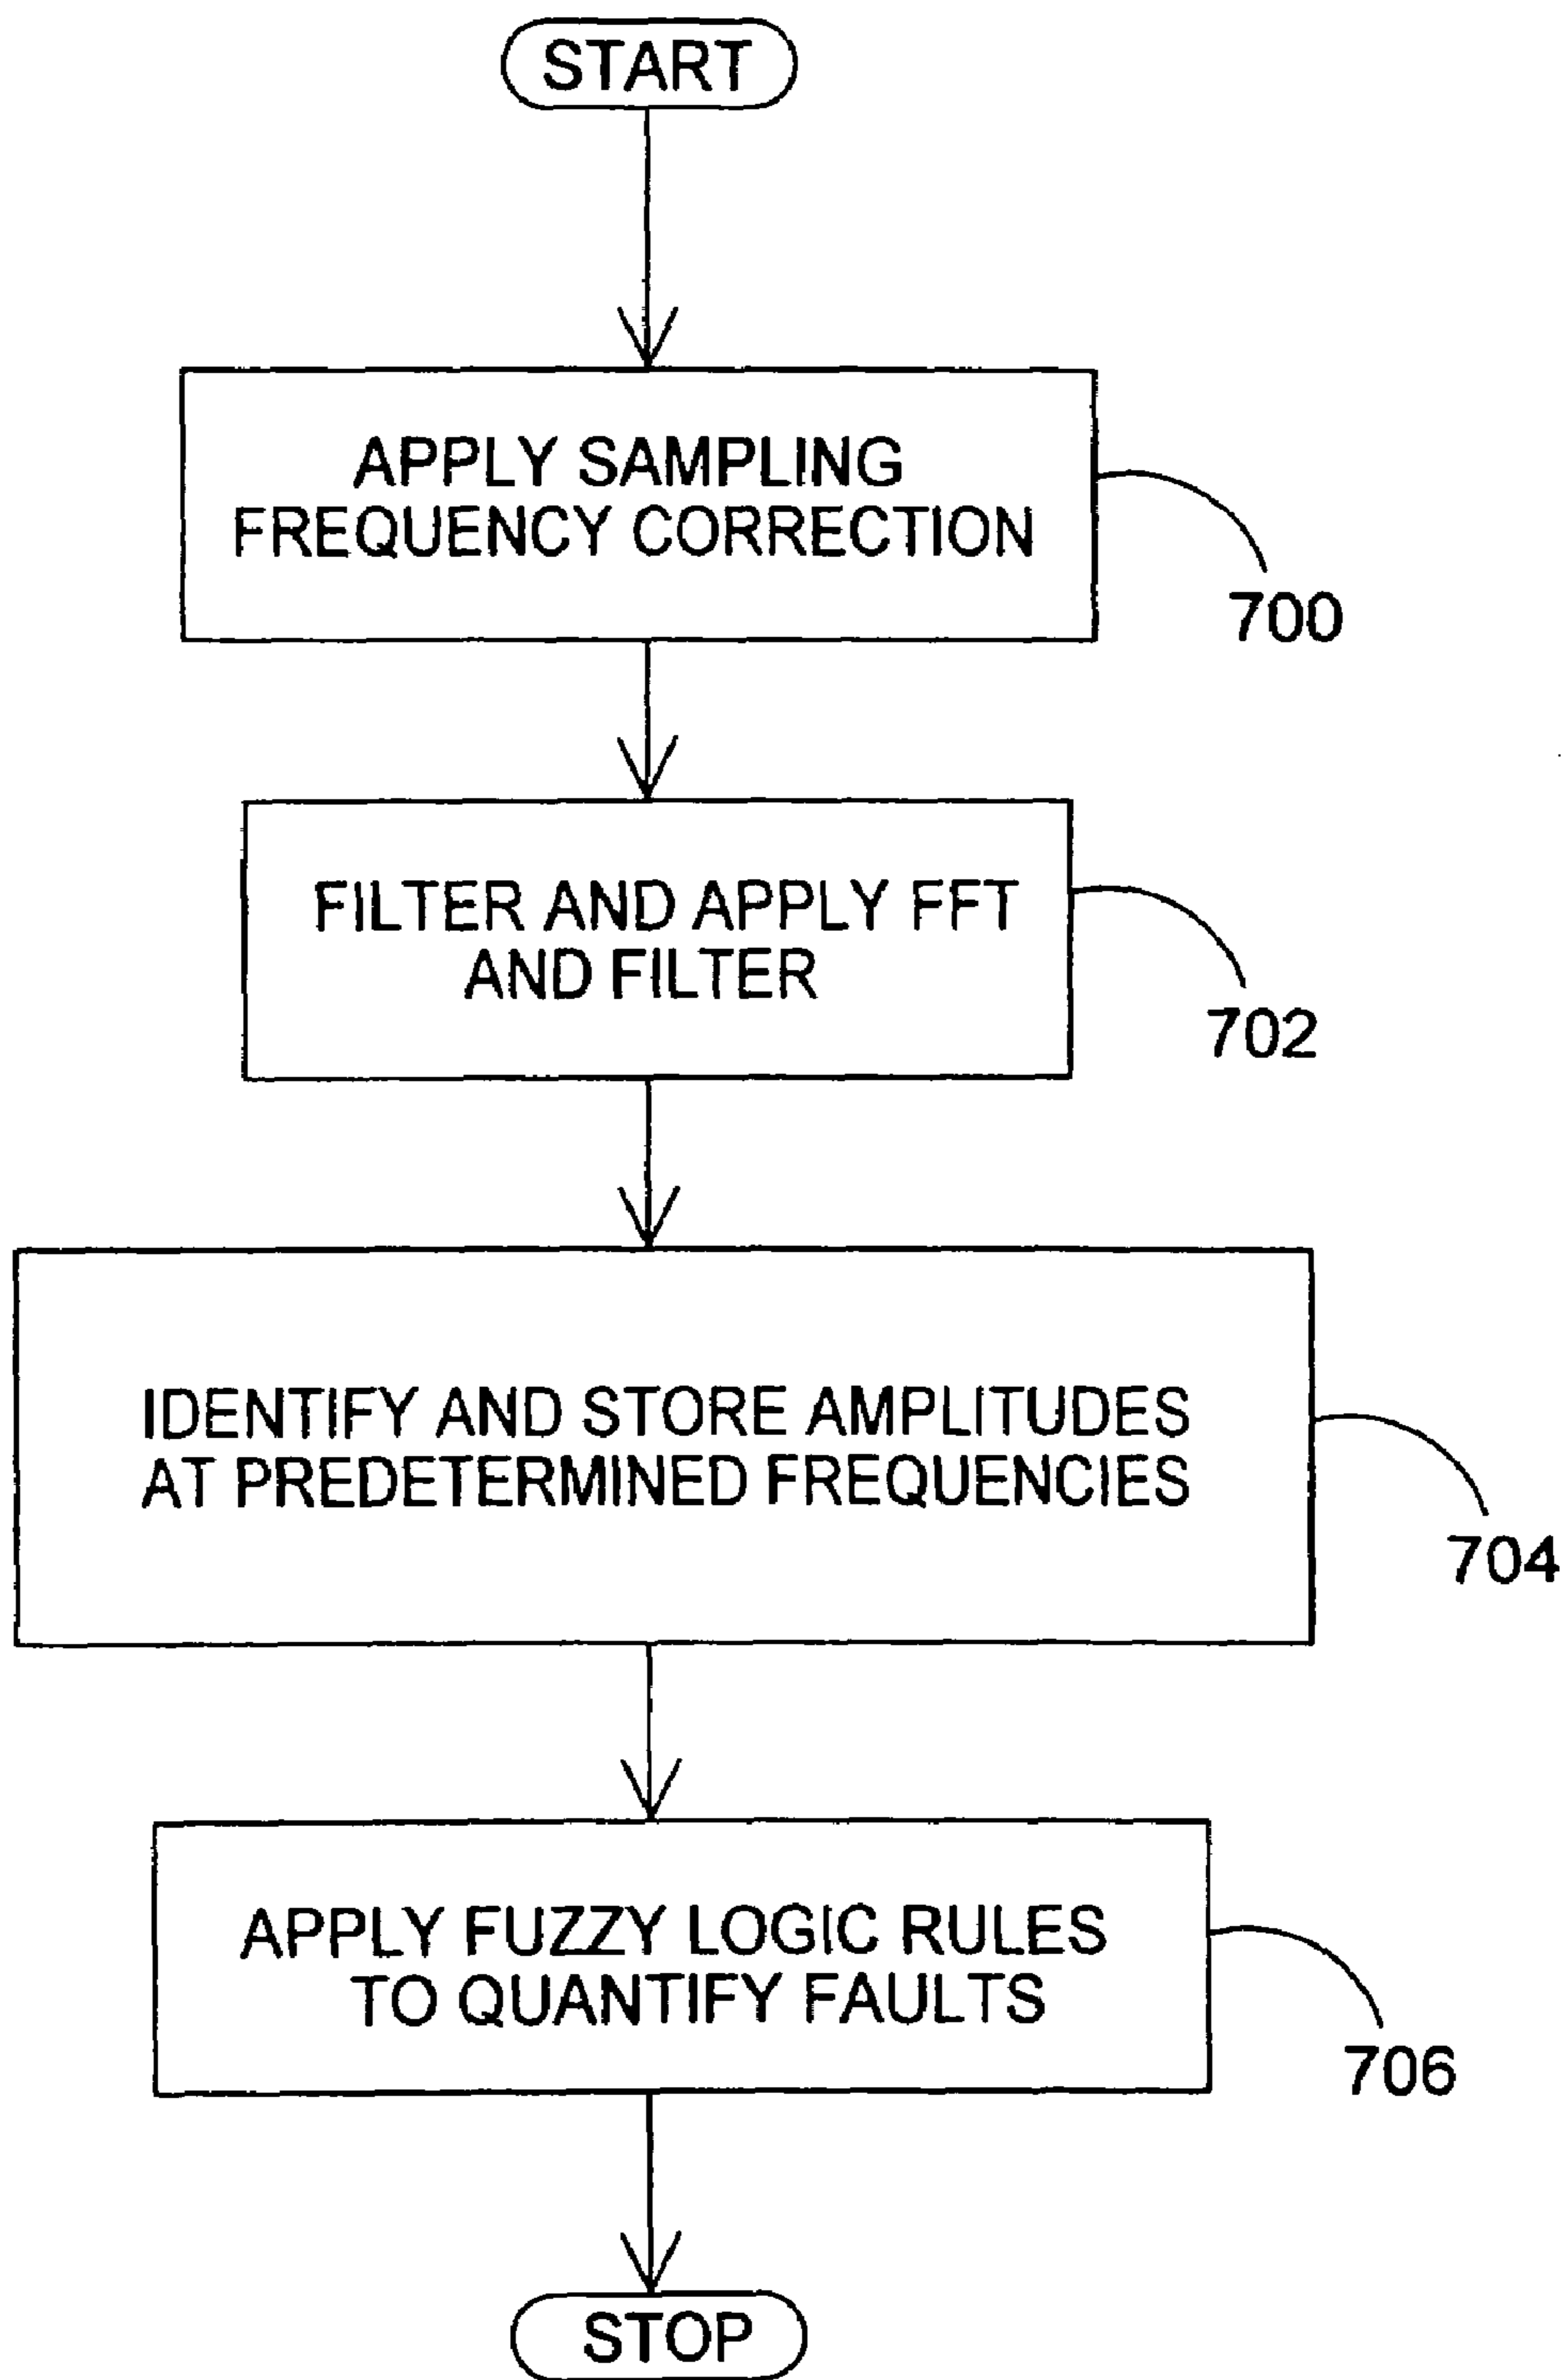 START
APPLY SAMPLING
FREQUENCY CORRECTION
700
FILTER AND APPLY FFT
AND FILTER
702
IDENTIFY AND STORE AMPLITUDES
AT PREDETERMINED FREQUENCIES
704
APPLY FUZZY LOGIC RULES
TO QUANTIFY FAULTS
706
STOP